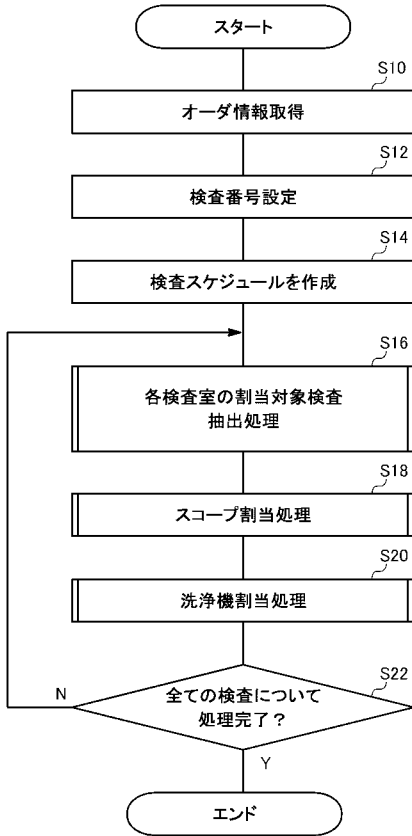 スタート
S10
オーダ情報取得
S12
検査番号設定
S14
検査スケジュールを作成
S16
各検査室の割当対象検査
抽出処理
S18
スコープ割当処理
S20
洗浄機割当処理
S22
N
全ての検査について
処理完了？
Y
エンド